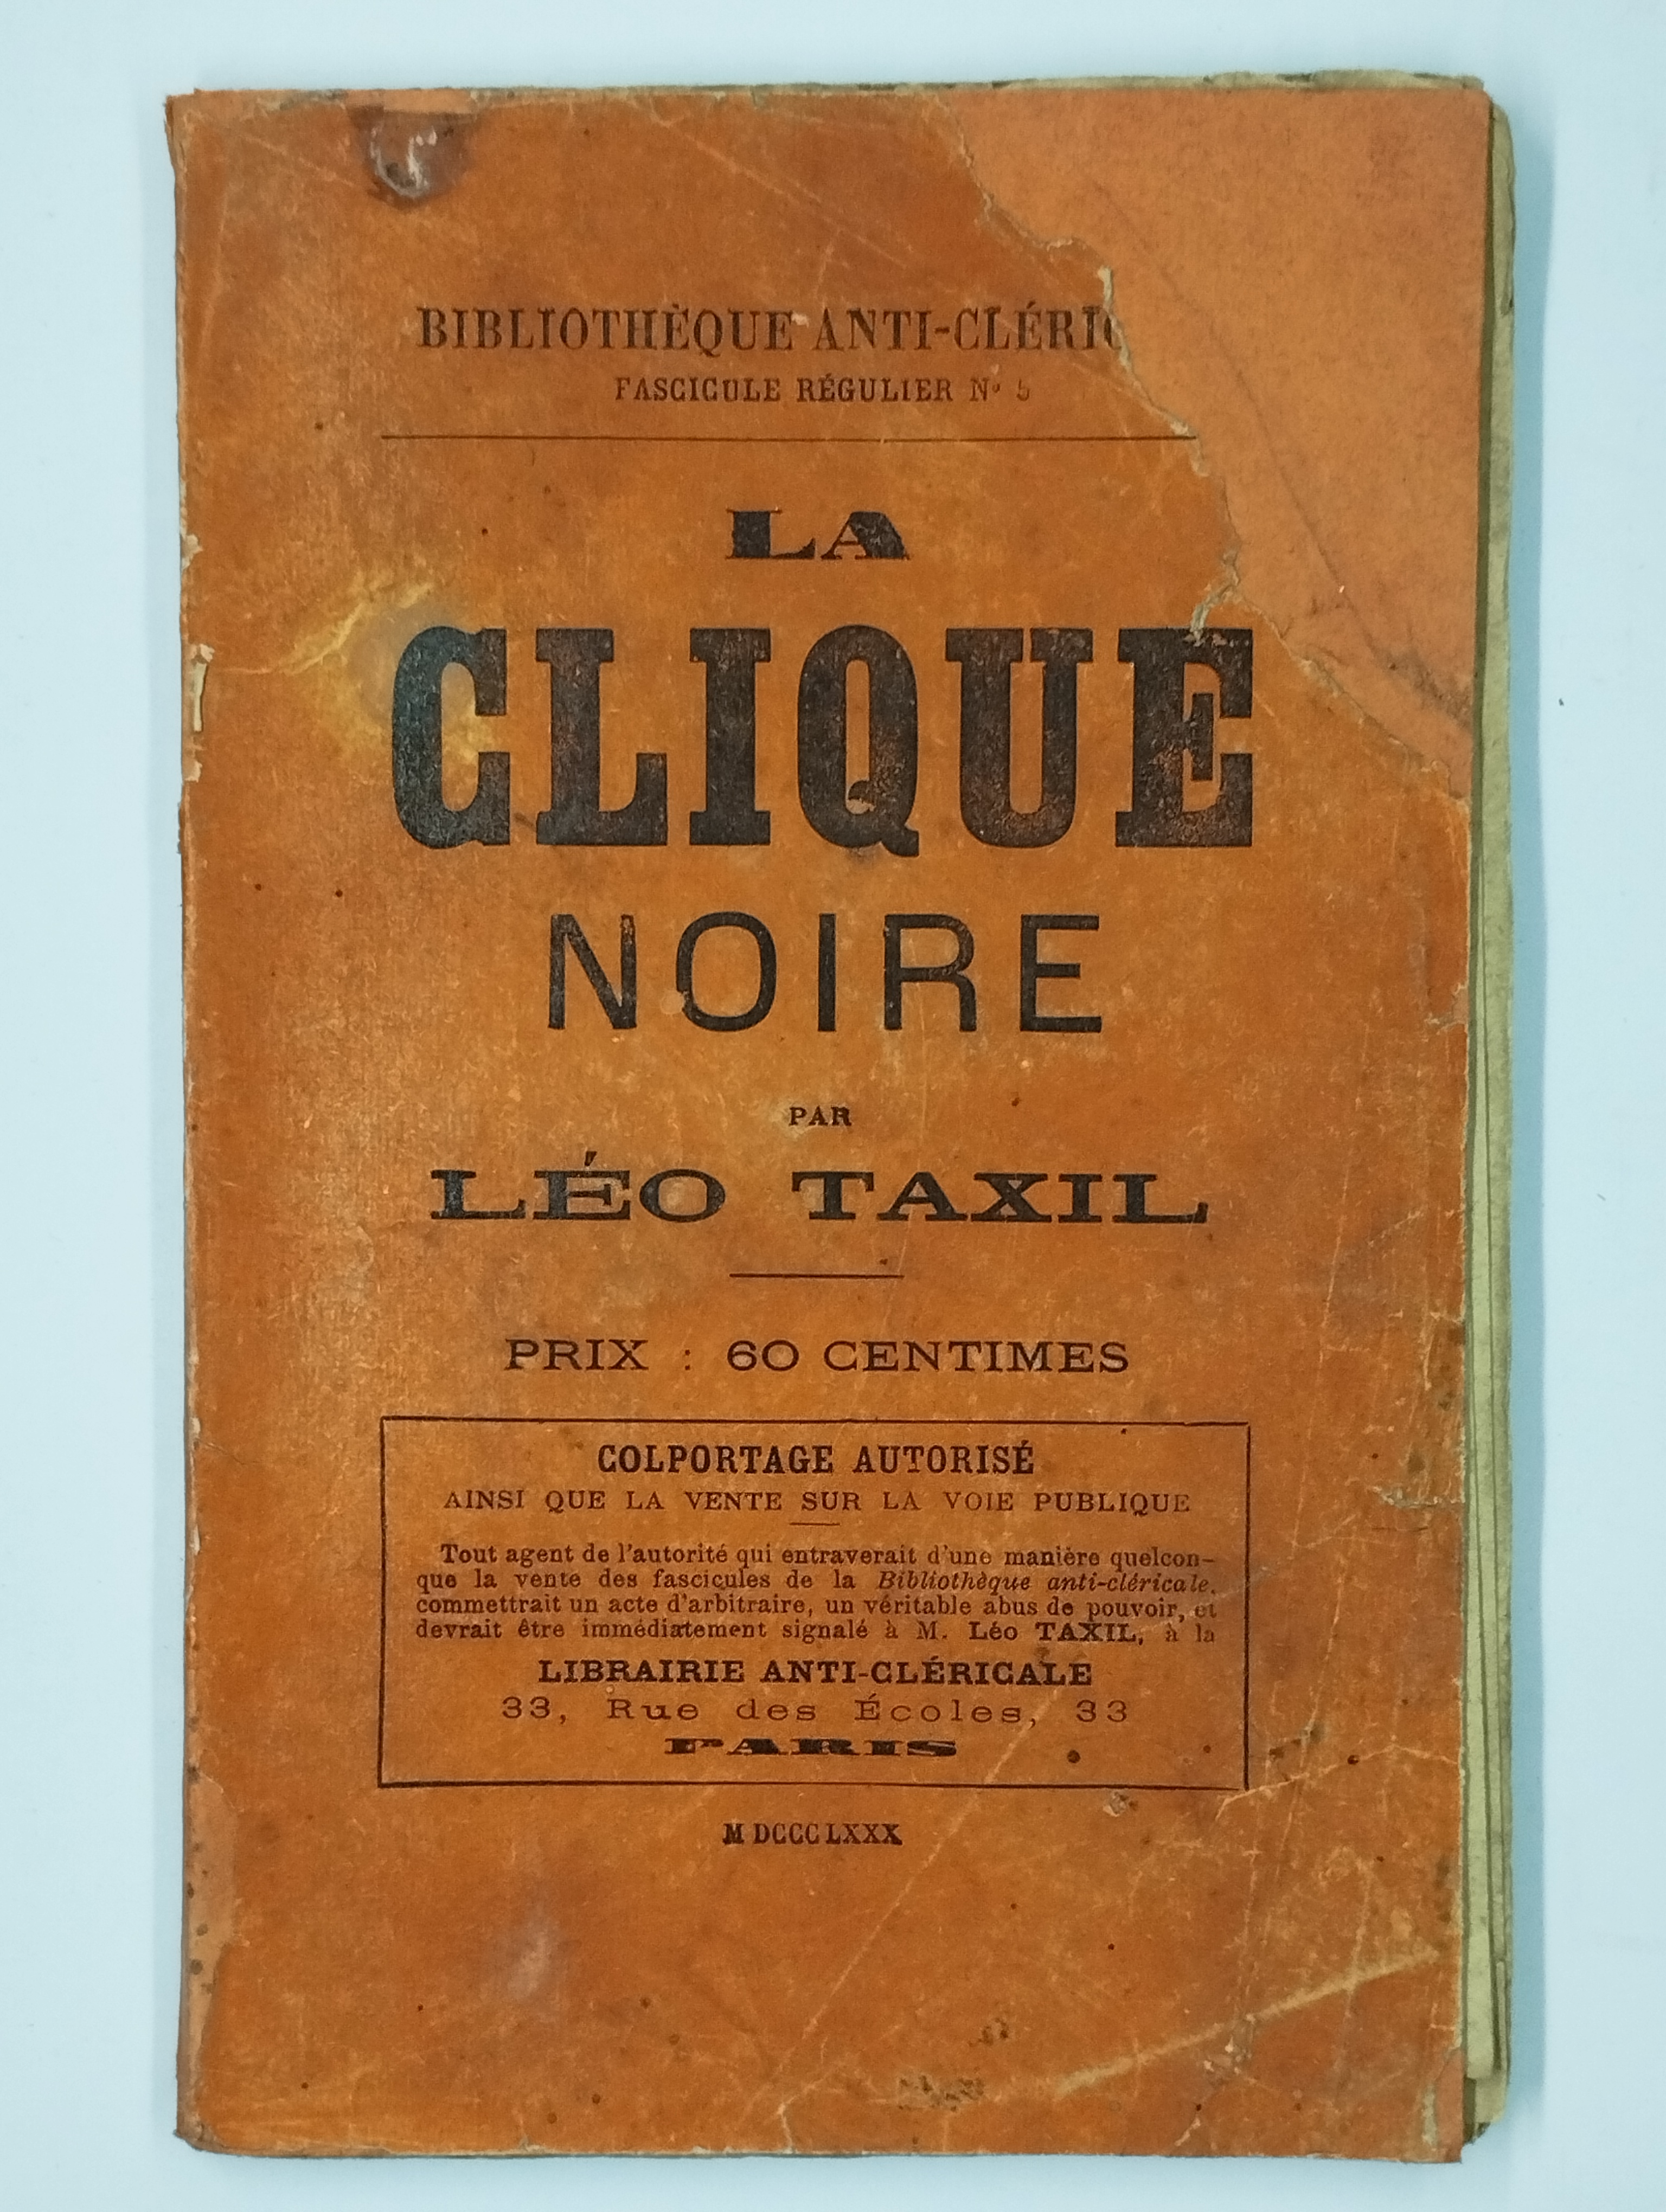 BIBLIOTHÈQUE ANTI-CLÉRIC
FASCICULE RÉGULIER Nº 5
LA
CLIQUE
NOIRE
PAR
LÉO TAXIL
PRIX : 60 CENTIMES
COLPORTAGE AUTORISÉ
AINSI QUE LA VENTE SUR LA VOIE PUBLIQUE
Tout agent de l'autorité qui entraverait d'une manière quelcon-
que la vente des fascicules de la Bibliothèque anti-cléricale,
commettrait un acte d'arbitraire, un véritable abus de pouvoir, et
devrait être immédiatement signalé à M. Léo TAXIL, à la
LIBRAIRIE ANTI-CLÉRICALE
33, Rue des Écoles, 33
PARIS
M DCCC LXXX